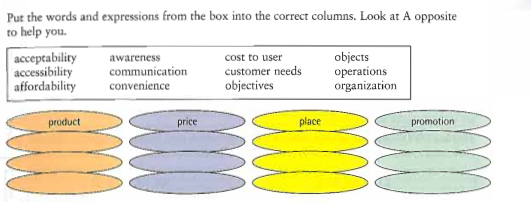 Put the words and expressions from the box into the correct columns. Look at A opposite
to help you.
acceptability awareness cost to user objects
accessibility communication customer needs operations
affordability convenience objectives organization
product price place promotion